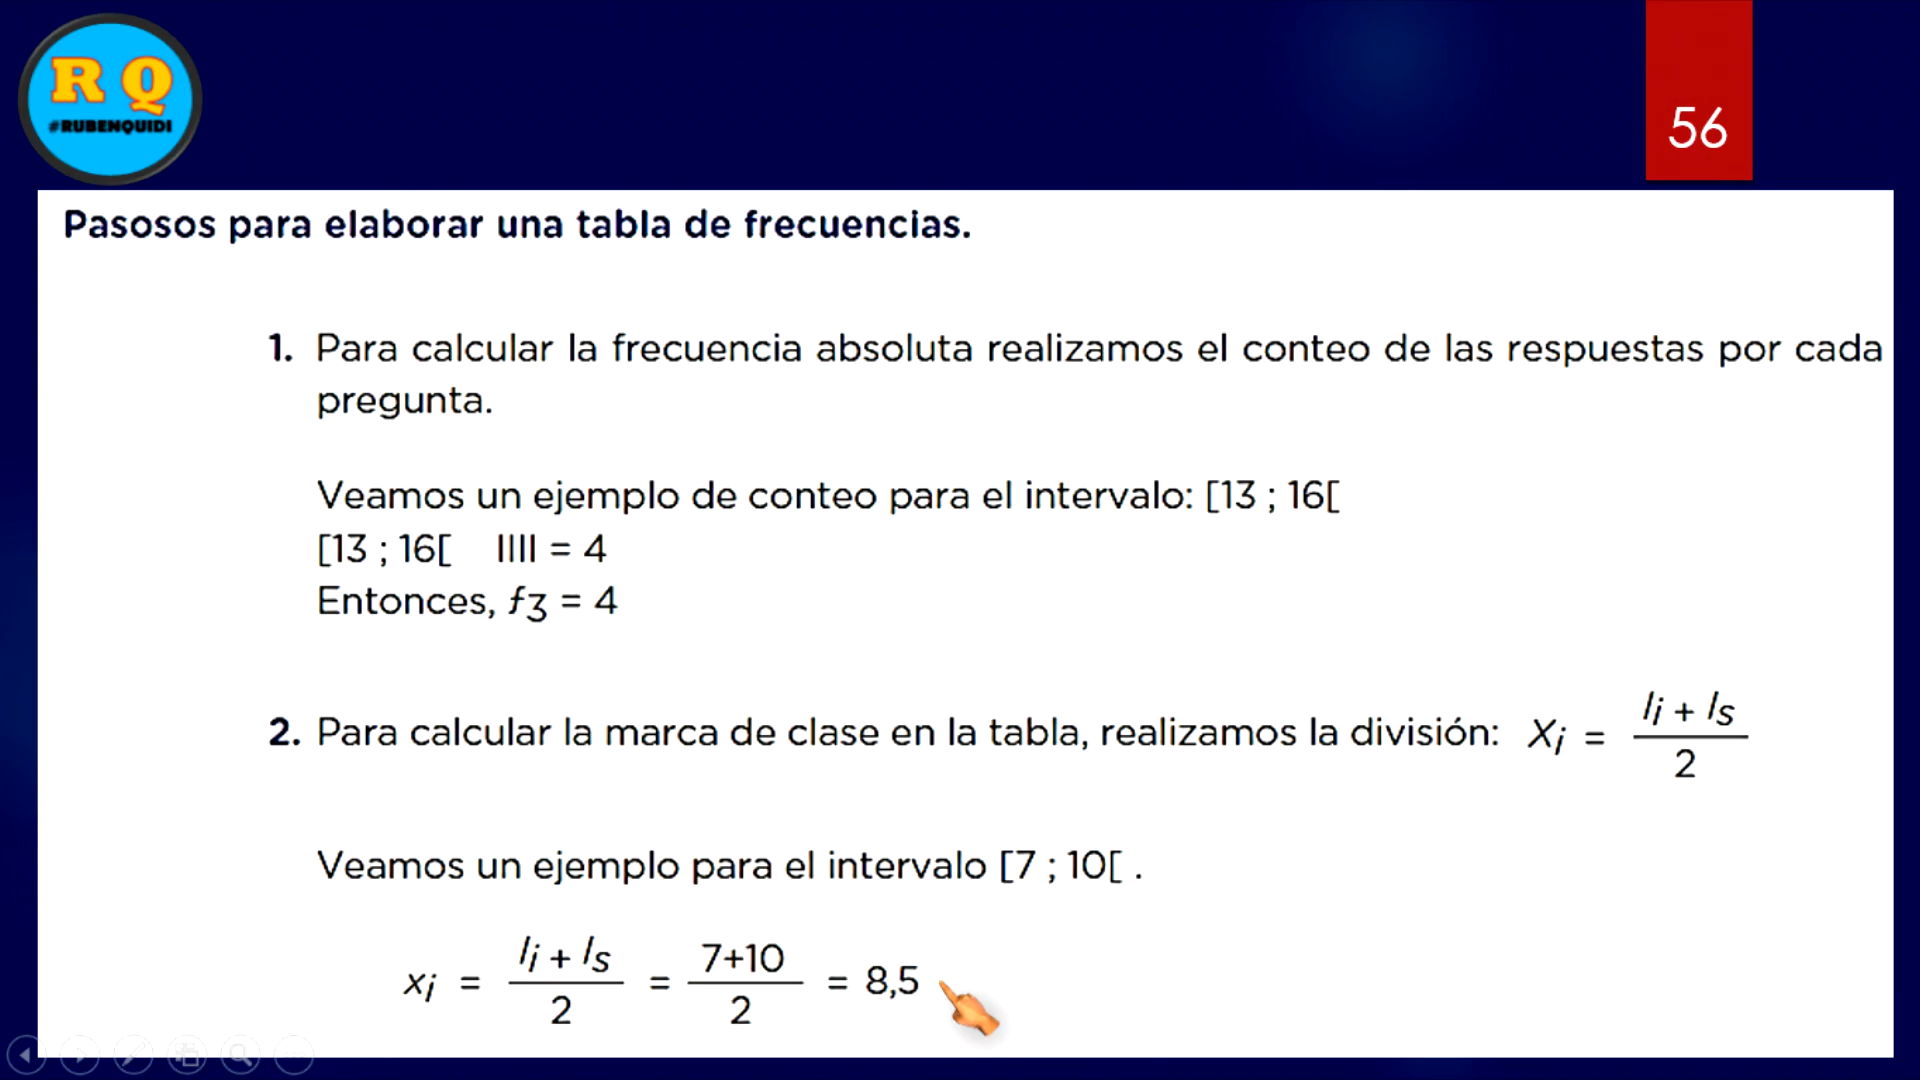 R Q
#RUBENQUIDI
56
Pasosos para elaborar una tabla de frecuencias.
1. Para calcular la frecuencia absoluta realizamos el conteo de las respuestas por cada
pregunta.
Veamos un ejemplo de conteo para el intervalo: [13 ; 16[
[13 ; 16[ IIII = 4
Entonces, f3 = 4
2. Para calcular la marca de clase en la tabla, realizamos la división: Xi = (li + ls)/2
Veamos un ejemplo para el intervalo [7 ; 10[ .
xi = (li + ls)/2 = (7+10)/2 = 8,5